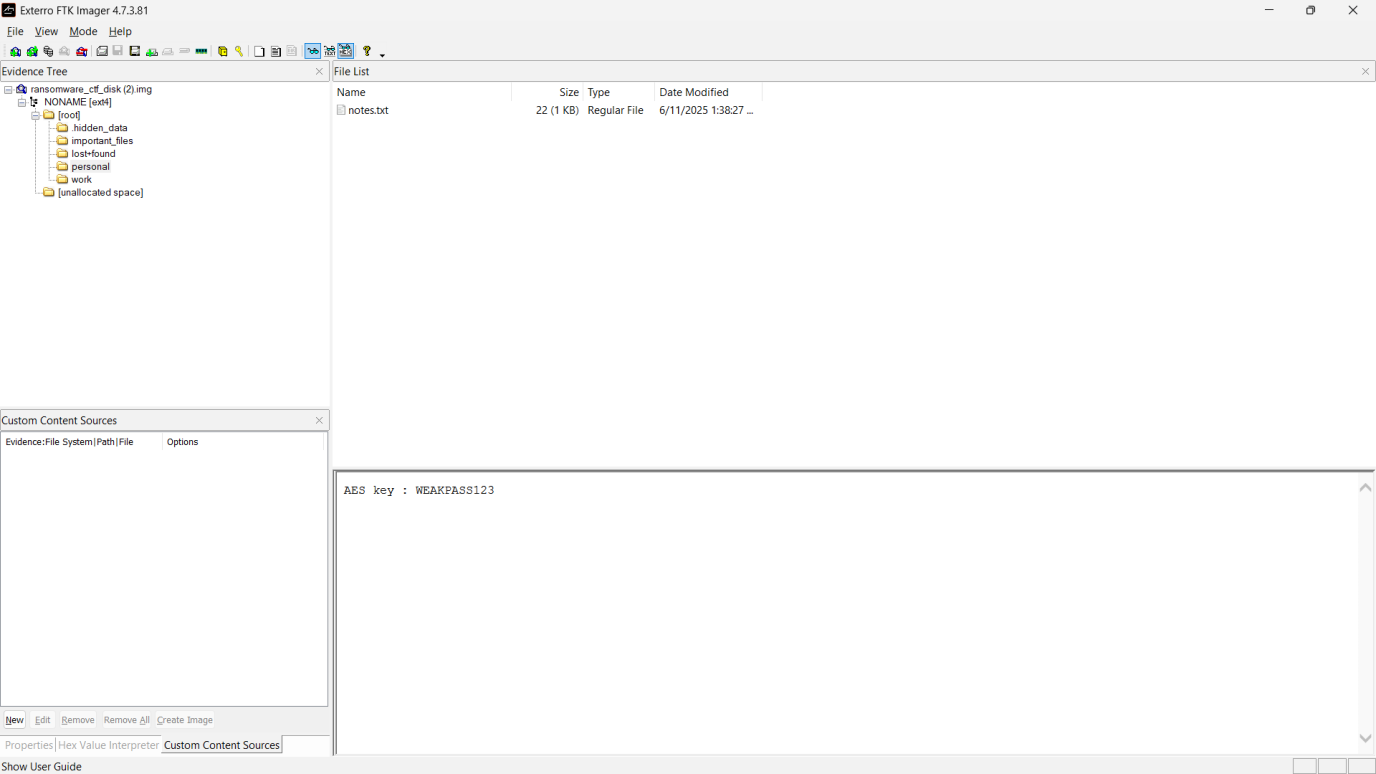 Exterro FTK Imager 4.7.3.81
File View Mode Help
Evidence Tree
ransomware_ctf_disk (2).img
NONAME [ext4]
[root]
.hidden_data
important_files
lost+found
personal
work
[unallocated space]
File List
Name Size Type Date Modified
notes.txt 22 (1 KB) Regular File 6/11/2025 1:38:27 ...
Custom Content Sources
Evidence:File System|Path|File Options
New Edit Remove Remove All Create Image
Properties Hex Value Interpreter Custom Content Sources
AES key : WEAKPASS123
Show User Guide